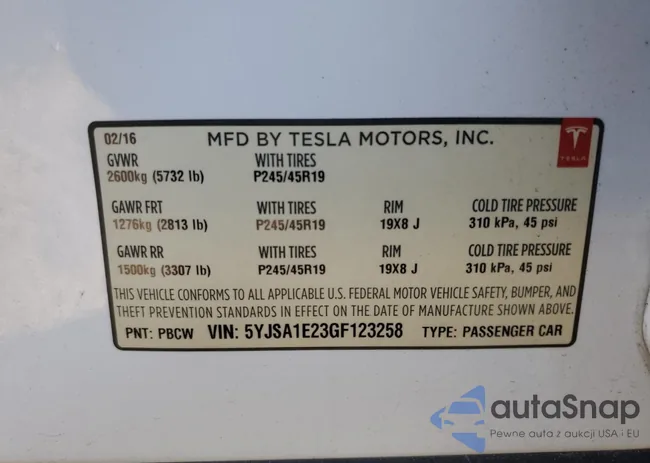 02/16 MFD BY TESLA MOTORS, INC.
TESLA
GVWR WITH TIRES
2600kg (5732 lb) P245/45R19
GAWR FRT WITH TIRES RIM COLD TIRE PRESSURE
1276kg (2813 lb) P245/45R19 19X8 J 310 kPa, 45 psi
GAWR RR WITH TIRES RIM COLD TIRE PRESSURE
1500kg (3307 lb) P245/45R19 19X8 J 310 kPa, 45 psi
THIS VEHICLE CONFORMS TO ALL APPLICABLE U.S. FEDERAL MOTOR VEHICLE SAFETY, BUMPER, AND
THEFT PREVENTION STANDARDS IN EFFECT ON THE DATE OF MANUFACTURE SHOWN ABOVE.
PNT: PBCW VIN: 5YJSA1E23GF123258 TYPE: PASSENGER CAR
autaSnap
Pewne auta z aukcji USA i EU